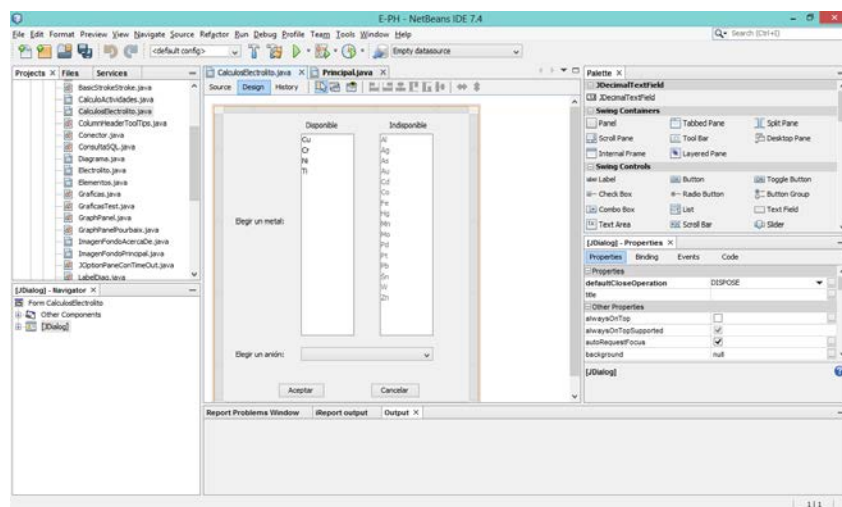 E-PH - NetBeans IDE 7.4
File Edit Format Preview View Navigate Source Refactor Run Debug Profile Team Tools Window Help
Search (Ctrl+I)
<default config>
Empty datasource
Projects Files Services
BasicStrokeStroke.java
CalculoActividades.java
CalculosElectrolito.java
ColumnHeaderToolTips.java
Conector.java
ConsultaSQL.java
Diagrama.java
Electrolito.java
Elementos.java
Graficas.java
GraficasTest.java
GraphPanel.java
GraphPanelPourbaix.java
ImagenFondoAcercaDe.java
ImagenFondoPrincipal.java
JOptionPaneConTimeOut.java
LabelDiag.java
[JDialog] - Navigator
Form CalculosElectrolito
Other Components
[JDialog]
CalculosElectrolito.java Principal.java
Source Design History
Disponible Indisponible
Cu
Cr
Ni
Ti
Al
Ag
As
Au
Cd
Co
Fe
Hg
Mn
Mo
Pd
Pt
Pb
Sn
W
Zn
Elegir un metal:
Elegir un anión:
Aceptar Cancelar
Palette
JDecimalTextField
JDecimalTextField
Swing Containers
Panel Tabbed Pane Split Pane
Scroll Pane Tool Bar Desktop Pane
Internal Frame Layered Pane
Swing Controls
label Label Button Toggle Button
Check Box Radio Button Button Group
Combo Box List Text Field
Text Area Scroll Bar Slider
[JDialog] - Properties
Properties Binding Events Code
Properties
defaultCloseOperation DISPOSE
title
Other Properties
alwaysOnTop
alwaysOnTopSupported
autoRequestFocus
background null
[JDialog]
Report Problems Window iReport output Output
1|1